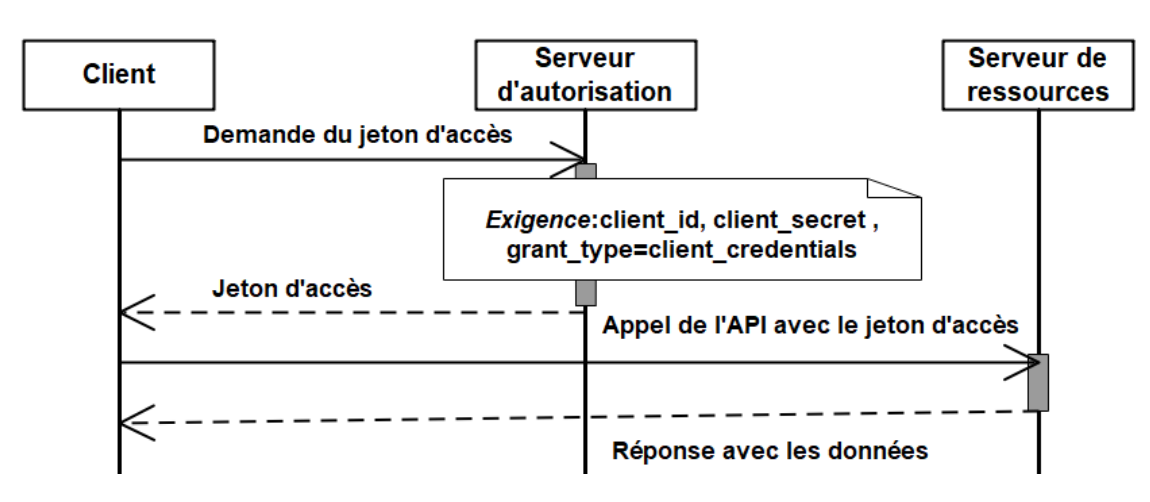 Client
Serveur
d'autorisation
Serveur de
ressources
Demande du jeton d'accès
Exigence:client_id, client_secret ,
grant_type=client_credentials
Jeton d'accès
Appel de l'API avec le jeton d'accès
Réponse avec les données